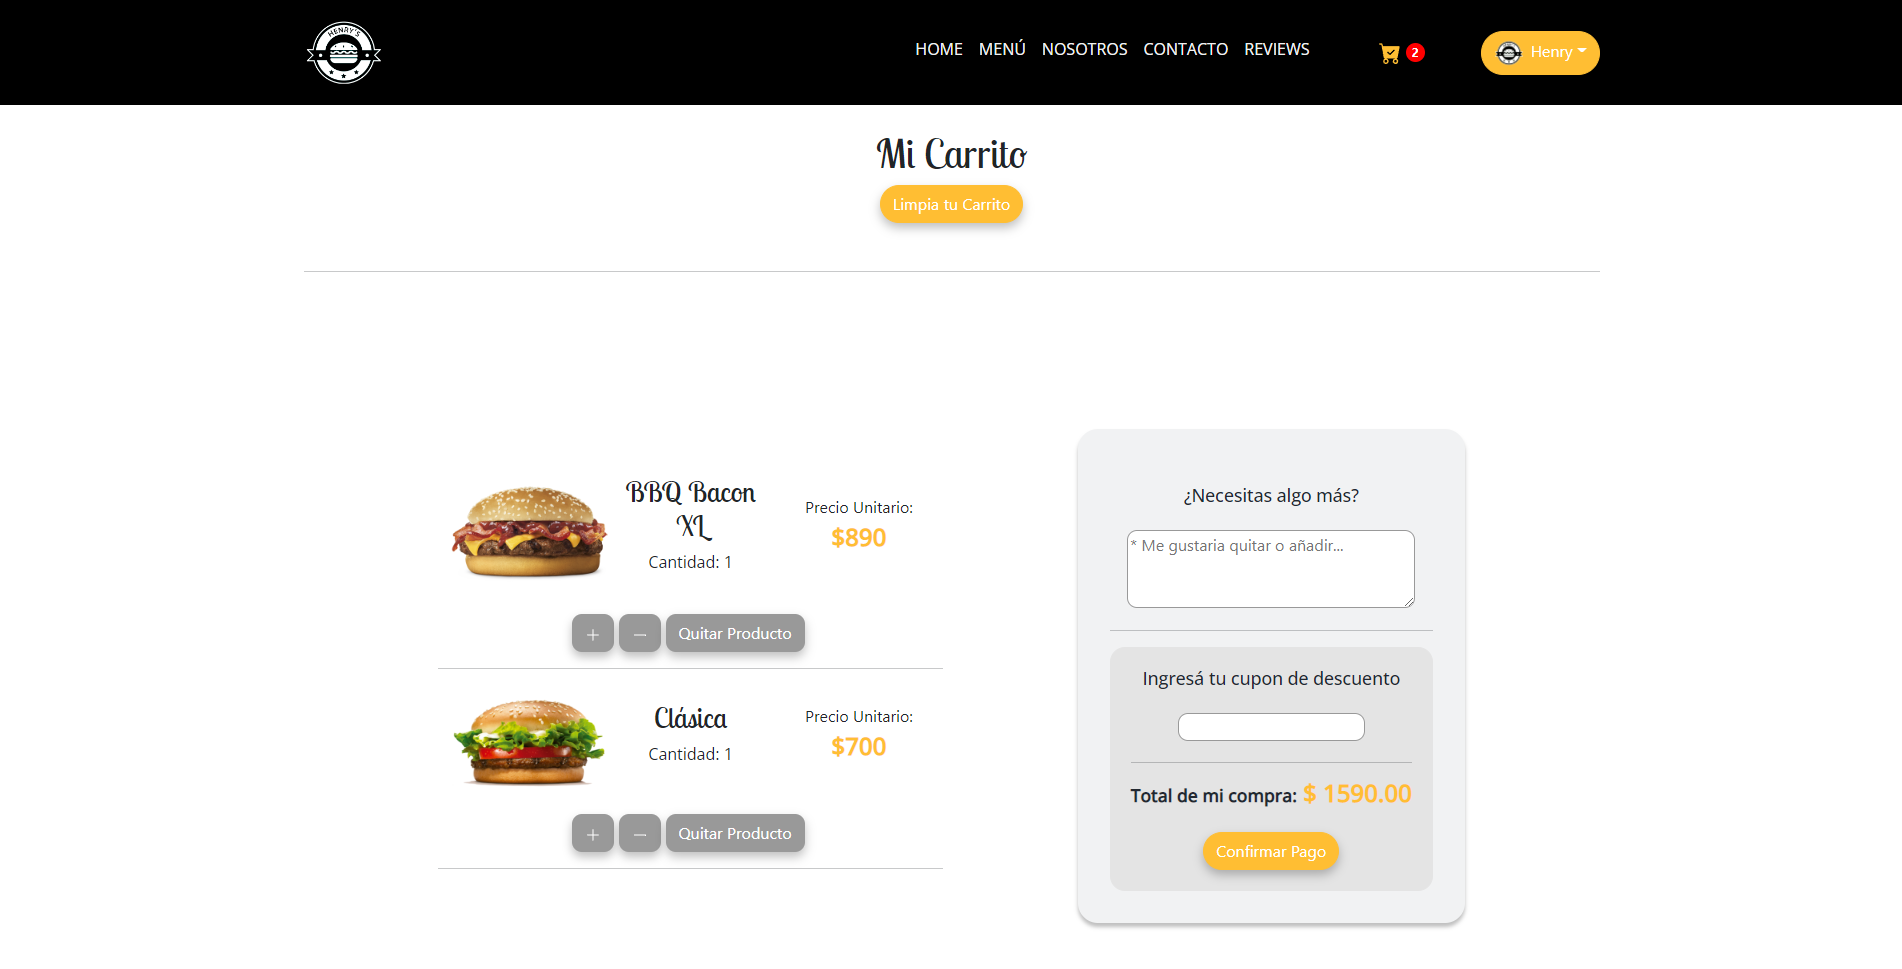 HENRY'S
HOME MENÚ NOSOTROS CONTACTO REVIEWS
2
Henry
Mi Carrito
Limpia tu Carrito
BBQ Bacon
XL
Cantidad: 1
Precio Unitario:
$890
+
−
Quitar Producto
Clásica
Cantidad: 1
Precio Unitario:
$700
+
−
Quitar Producto
¿Necesitas algo más?
* Me gustaria quitar o añadir...
Ingresá tu cupon de descuento
Total de mi compra: $ 1590.00
Confirmar Pago